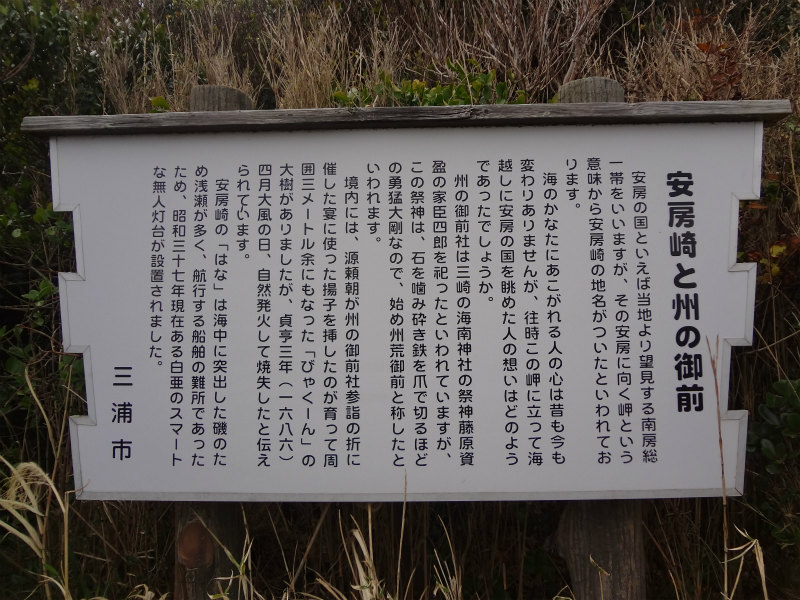 安房崎と州の御前
安房の国といえば当地より望見する南房総
一帯をいいますが、その安房に向く岬という
意味から安房崎の地名がついたといわれてお
ります。
海のかなたにあこがれる人の心は昔も今も
変わりありませんが、往時この岬に立って海
越しに安房の国を眺めた人の想いはどのよう
であったでしょうか。
州の御前社は三崎の海南神社の祭神藤原資
盈の家臣四郎を祀ったといわれていますが、
この祭神は、石を噛み砕き鉄を爪で切るほど
の勇猛大剛なので、始め州荒御前と称したと
いわれます。
境内には、源頼朝が州の御前社参詣の折に
催した宴に使った揚子を挿したのが育って周
囲三メートル余にもなった「びゃくーん」の
大樹がありましたが、貞亨三年（一六八六）
四月大風の日、自然発火して焼失したと伝え
られています。
安房崎の「はな」は海中に突出した磯のた
め浅瀬が多く、航行する船舶の難所であった
ため、昭和三十七年現在ある白亜のスマート
な無人灯台が設置されました。
三浦市